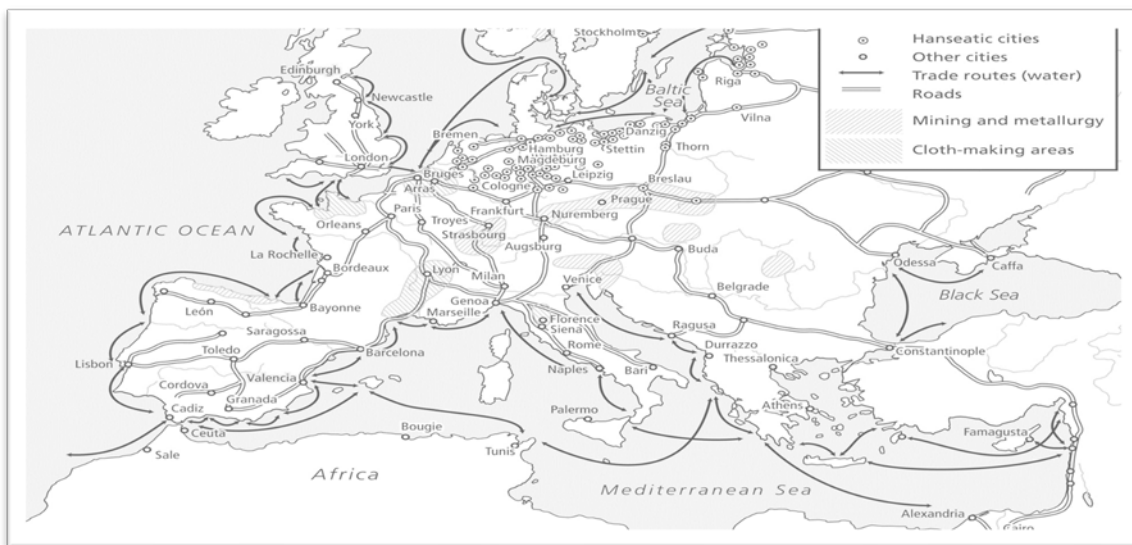 Stockholm
Hanseatic cities
Other cities
Trade routes (water)
Roads
Mining and metallurgy
Cloth-making areas
Edinburgh
Newcastle
York
London
Baltic
Sea
Riga
Vilna
Bremen
Danzig
Hamburg
Stettin
Magdeburg
Thorn
Bruges
Arras
Cologne
Leipzig
Breslau
Paris
Frankfurt
Prague
Orleans
Troyes
Nuremberg
Strasbourg
Augsburg
ATLANTIC OCEAN
La Rochelle
Bordeaux
Lyon
Milan
Venice
Buda
Odessa
Caffa
Belgrade
Black Sea
León
Bayonne
Genoa
Marseille
Florence
Siena
Ragusa
Saragossa
Rome
Durrazzo
Constantinople
Lisbon
Toledo
Barcelona
Thessalonica
Valencia
Naples
Bari
Cordova
Granada
Athens
Cadiz
Palermo
Famagusta
Ceuta
Bougie
Tunis
Sale
Africa
Mediterranean Sea
Alexandria
Cairo